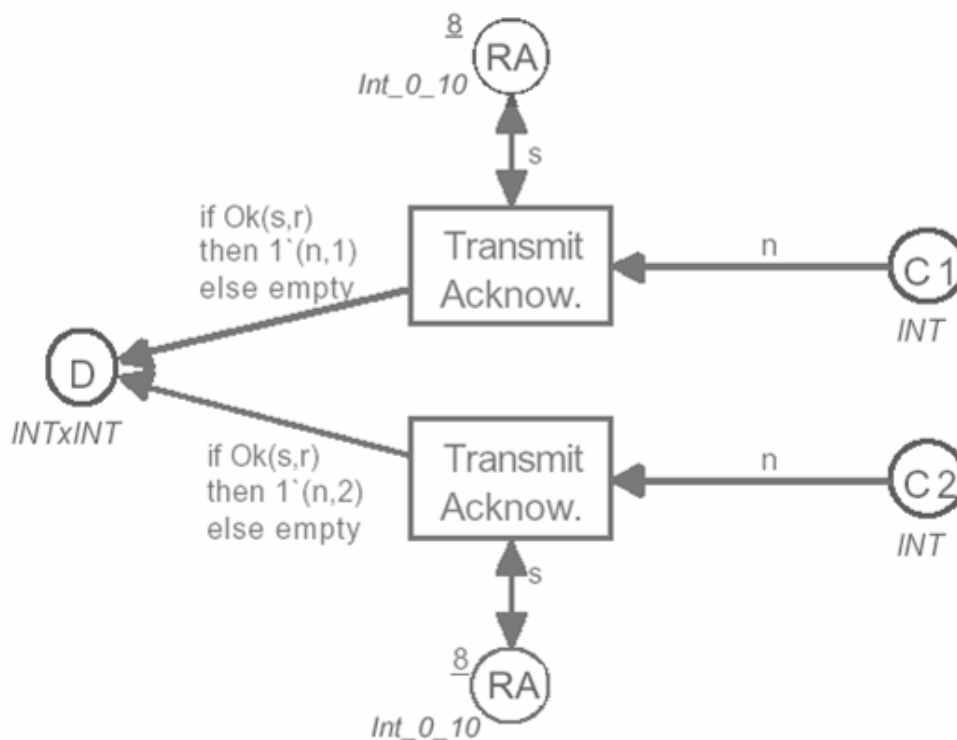 8
RA
Int_0_10
s
if Ok(s,r)
then 1`(n,1)
else empty
Transmit
Acknow.
n
C1
INT
D
INTxINT
if Ok(s,r)
then 1`(n,2)
else empty
Transmit
Acknow.
n
C2
INT
s
8
RA
Int_0_10